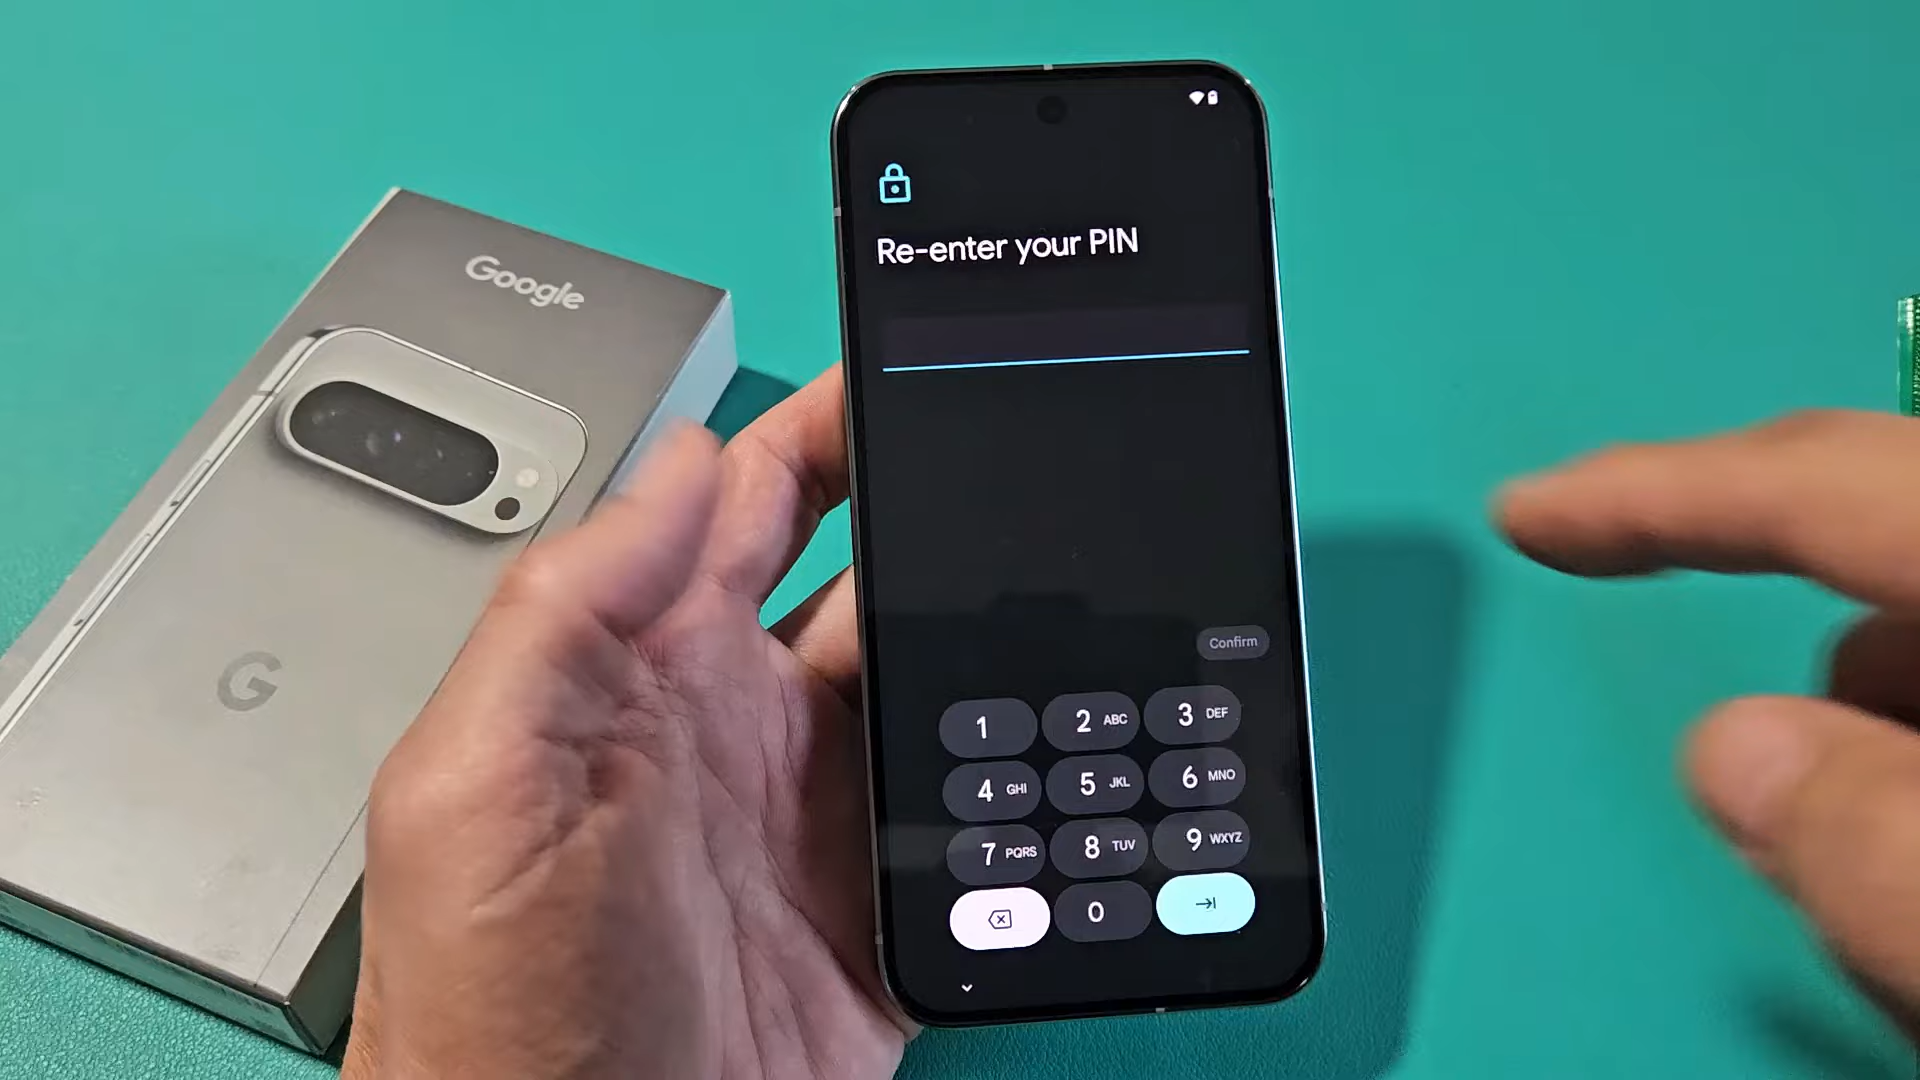 Google
G
Re-enter your PIN
Confirm
1
2 ABC
3 DEF
4 GHI
5 JKL
6 MNO
7 PQRS
8 TUV
9 WXYZ
0